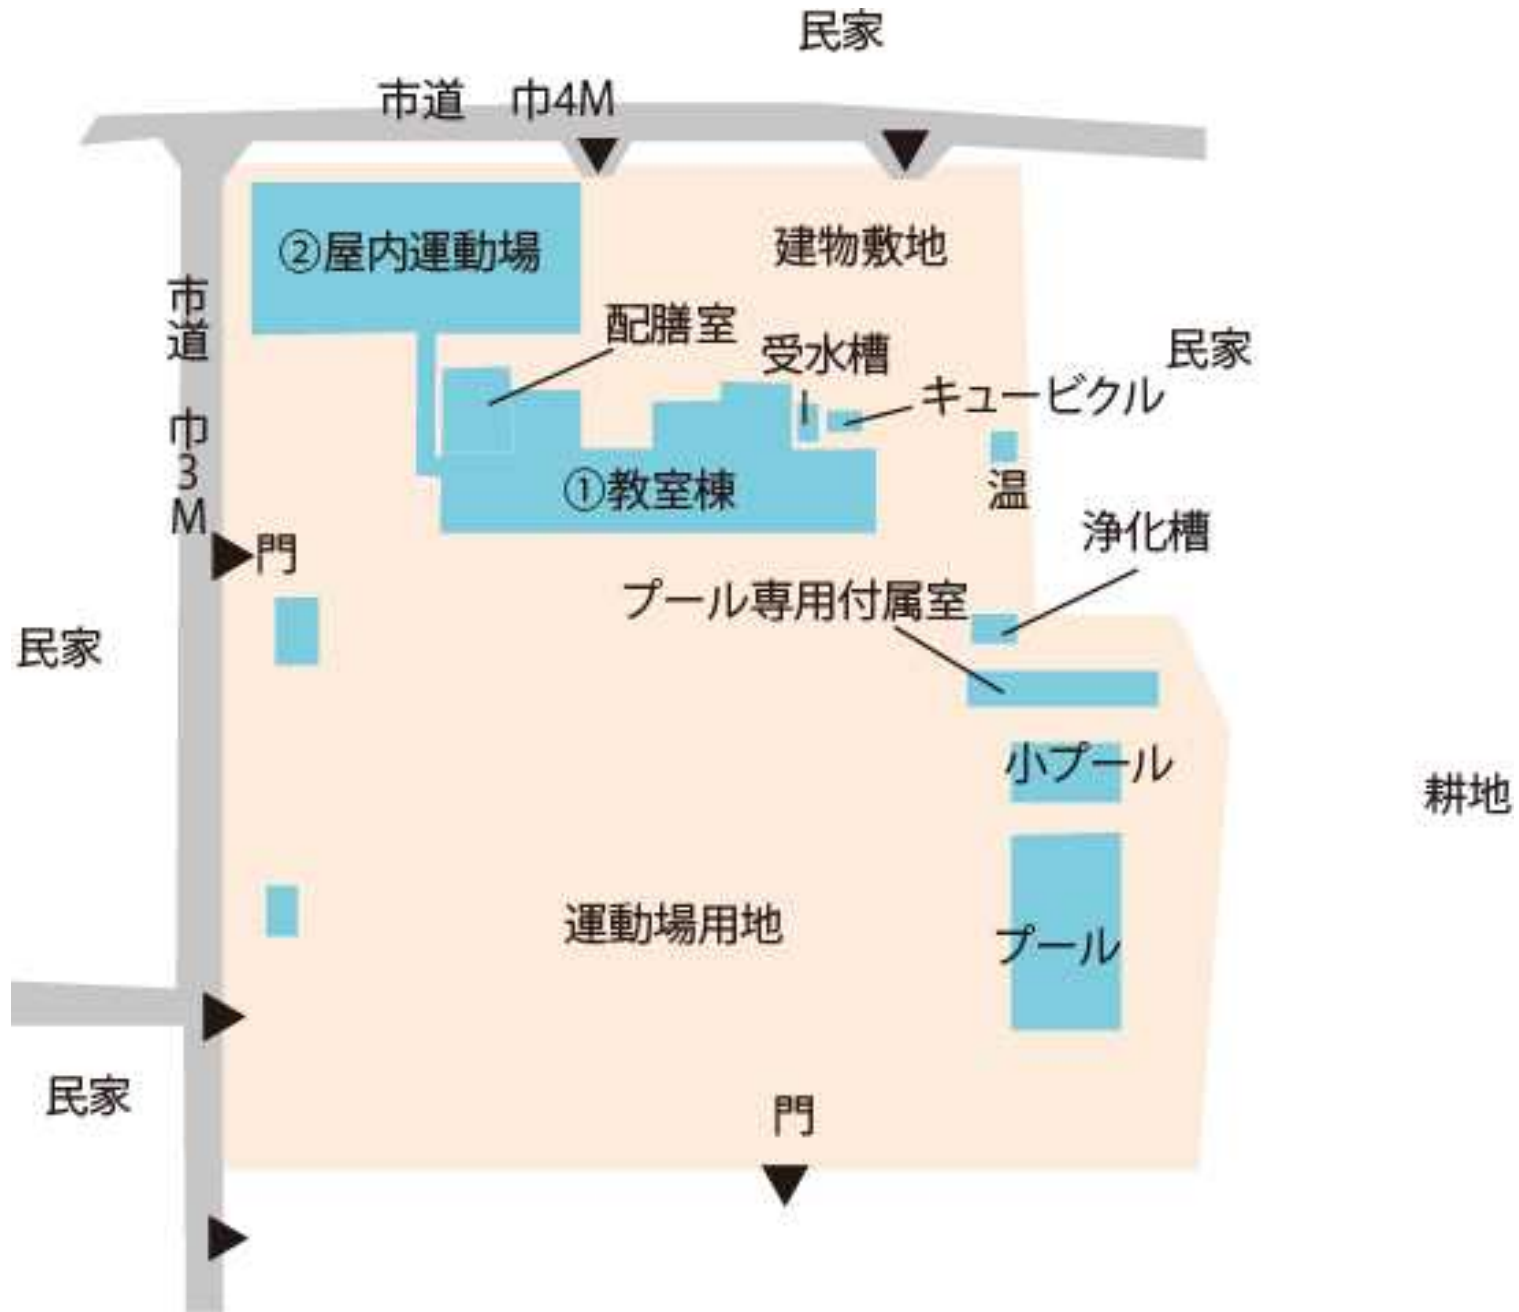 民家
市道 巾4M
②屋内運動場
建物敷地
市道 巾3M
配膳室
受水槽
民家
キュービクル
①教室棟
温
浄化槽
門
プール専用付属室
民家
小プール
耕地
運動場用地
プール
民家
門